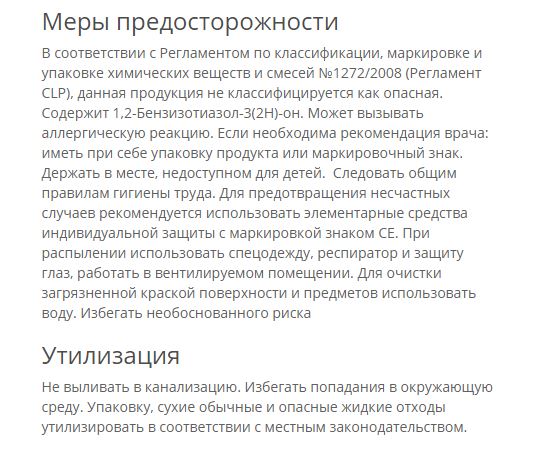 Меры предосторожности
В соответствии с Регламентом по классификации, маркировке и
упаковке химических веществ и смесей №1272/2008 (Регламент
CLP), данная продукция не классифицируется как опасная.
Содержит 1,2-Бензизотиазол-3(2H)-он. Может вызывать
аллергическую реакцию. Если необходима рекомендация врача:
иметь при себе упаковку продукта или маркировочный знак.
Держать в месте, недоступном для детей.  Следовать общим
правилам гигиены труда. Для предотвращения несчастных
случаев рекомендуется использовать элементарные средства
индивидуальной защиты с маркировкой знаком CE. При
распылении использовать спецодежду, респиратор и защиту
глаз, работать в вентилируемом помещении. Для очистки
загрязненной краской поверхности и предметов использовать
воду. Избегать необоснованного риска
Утилизация
Не выливать в канализацию. Избегать попадания в окружающую
среду. Упаковку, сухие обычные и опасные жидкие отходы
утилизировать в соответствии с местным законодательством.